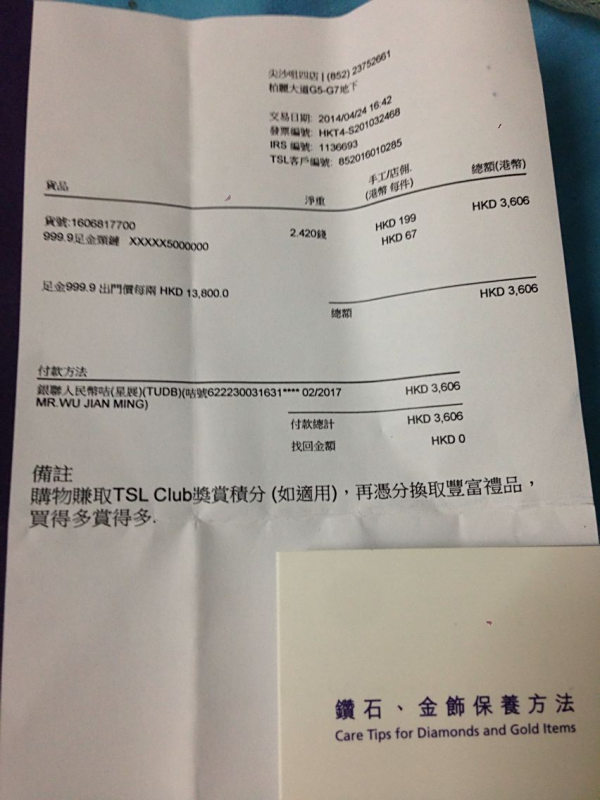 尖沙咀四店 | (852) 23752661
柏麗大道G5-G7地下
交易日期: 2014/04/24 16:42
發票編號: HKT4-S201032468
IRS 編號: 1136693
TSL客戶編號: 852016010285
貨品 淨重 手工/店佣. (港幣 每件) 總額(港幣)
貨號:1606817700 HKD 199 HKD 3,606
999.9足金頸鏈 XXXXX5000000 2.420錢 HKD 67
足金999.9 出門價每兩 HKD 13,800.0
總額 HKD 3,606
付款方法
銀聯人民幣咭(星展)(TUDB)(咭號622230031631**** 02/2017 HKD 3,606
MR.WU JIAN MING)
付款總計 HKD 3,606
找回金額 HKD 0
備註
購物賺取TSL Club獎賞積分 (如適用)，再憑分換取豐富禮品，
買得多賞得多.
鑽石、金飾保養方法
Care Tips for Diamonds and Gold Items